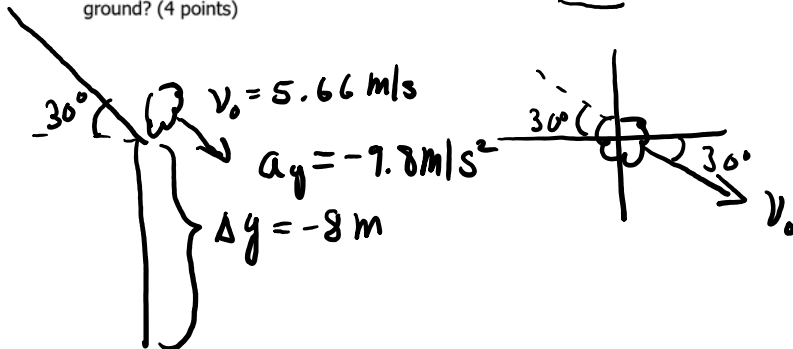 ground? (4 points)
30° v₀ = 5.66 m/s
a_y = -9.8 m/s²
Δy = -8 m
30°
30°
v₀